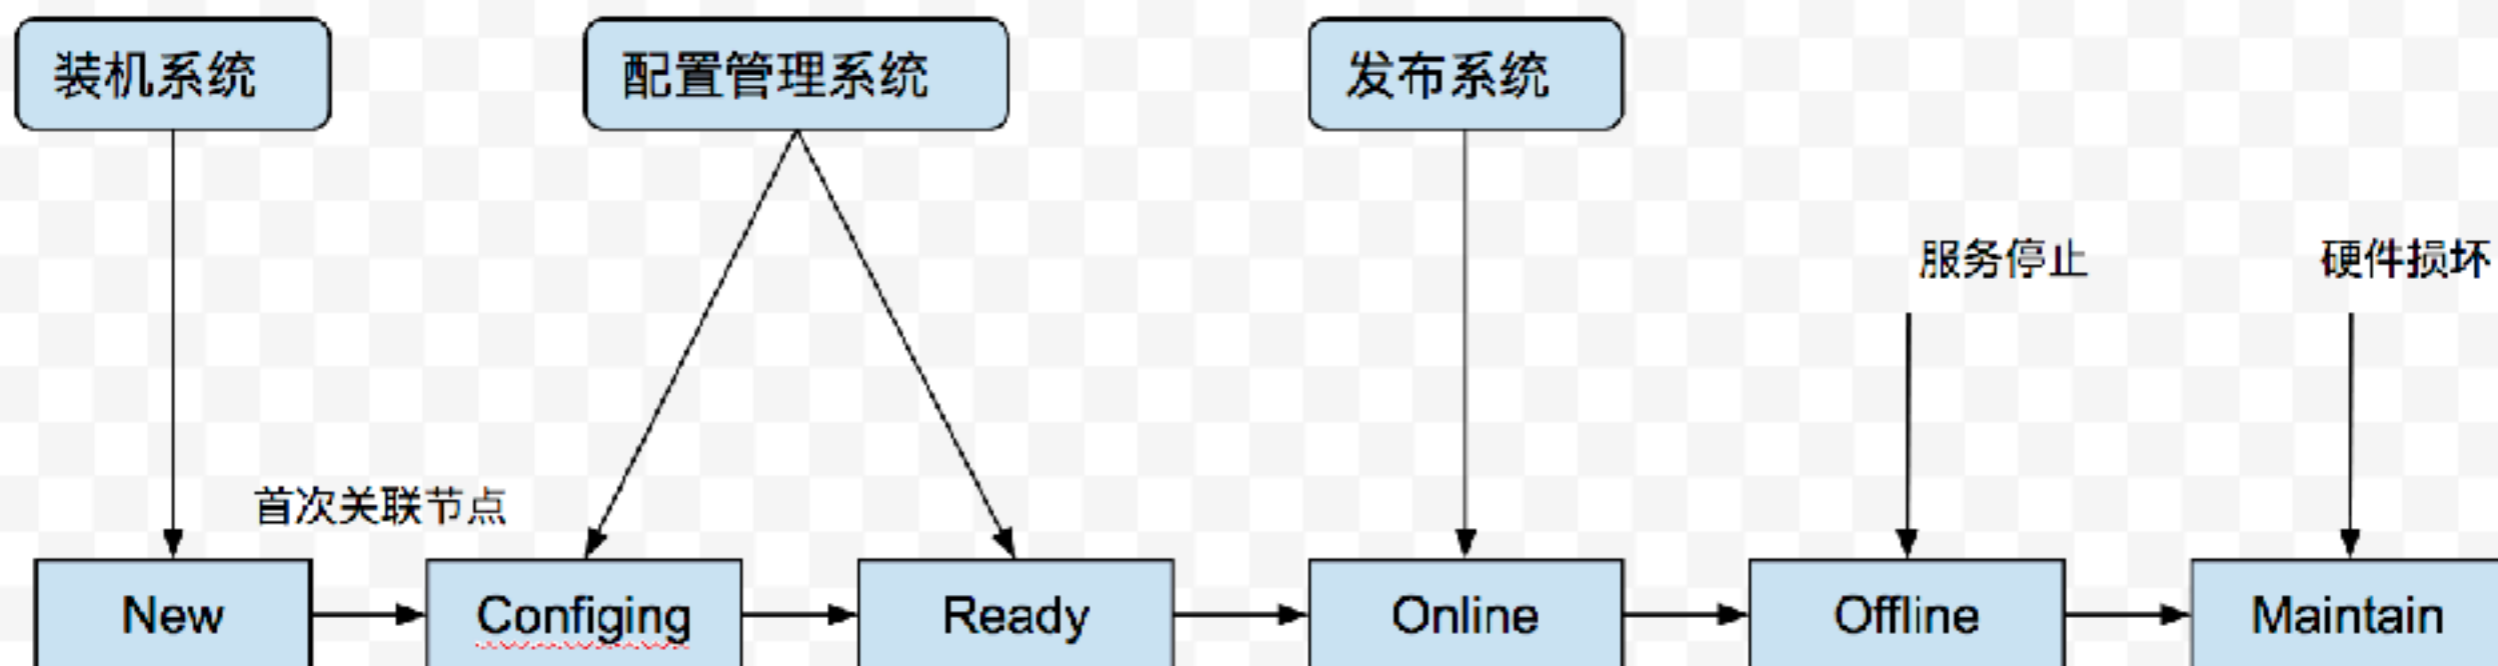 装机系统
配置管理系统
发布系统
服务停止
硬件损坏
首次关联节点
New
Configing
Ready
Online
Offline
Maintain